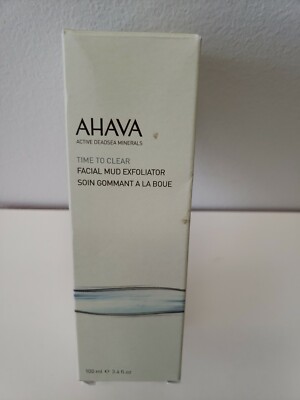 AHAVA
ACTIVE DEADSEA MINERALS
TIME TO CLEAR
FACIAL MUD EXFOLIATOR
SOIN GOMMANT A LA BOUE
100 ml e 3.4 fl oz